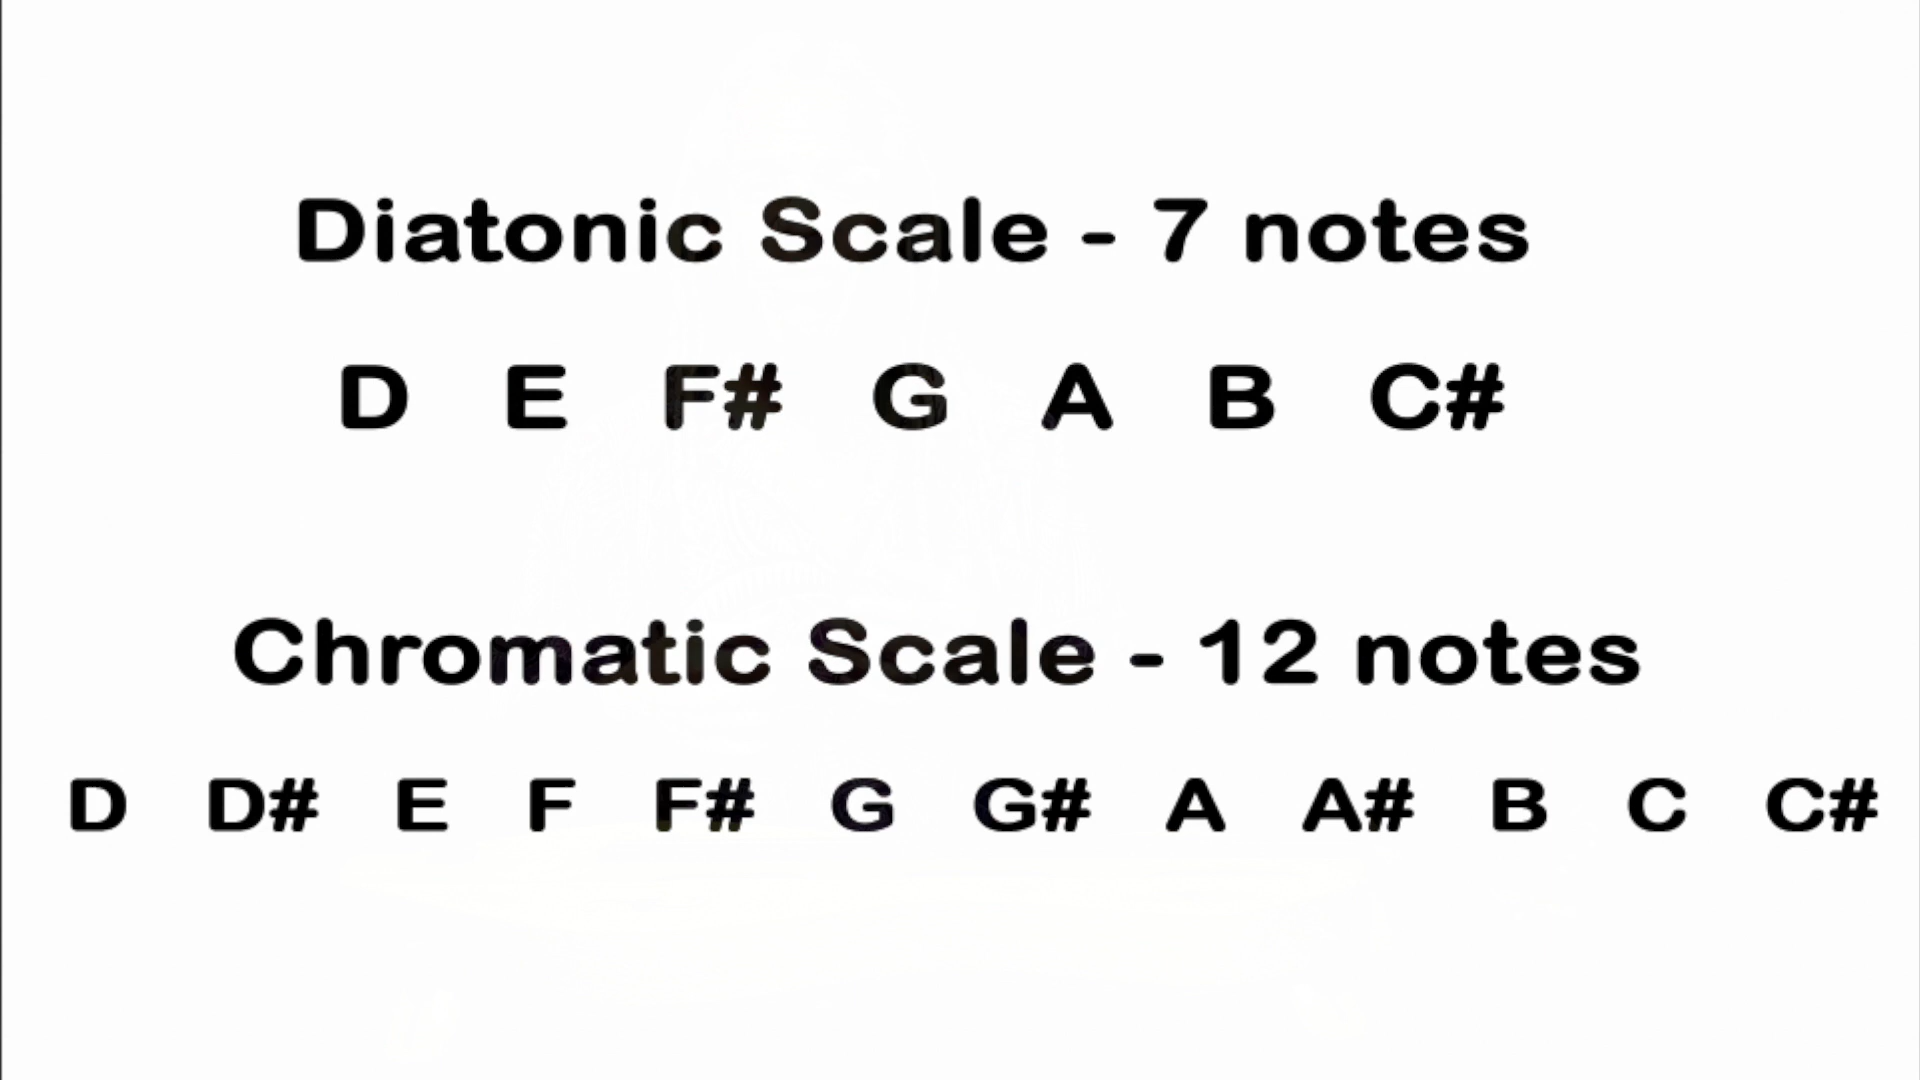 Diatonic Scale - 7 notes
D E F# G A B C#
Chromatic Scale - 12 notes
D D# E F F# G G# A A# B C C#